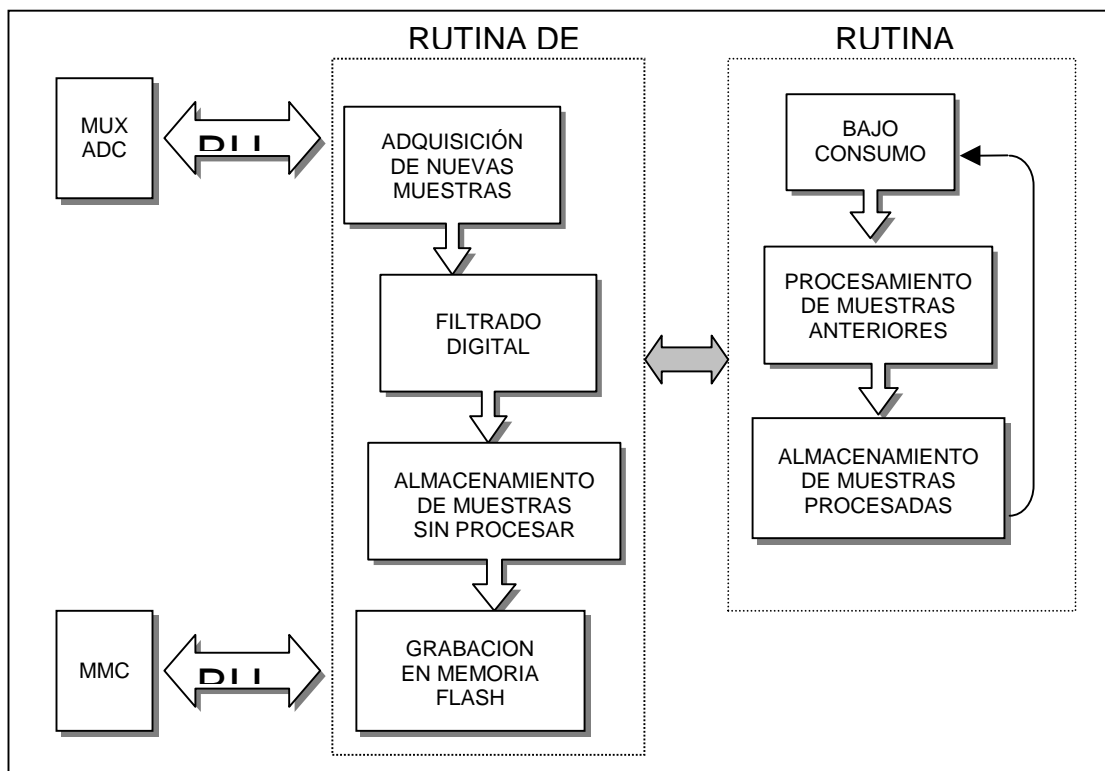 RUTINA DE
RUTINA
MUX
ADC
ADQUISICIÓN
DE NUEVAS
MUESTRAS
FILTRADO
DIGITAL
ALMACENAMIENTO
DE MUESTRAS
SIN PROCESAR
MMC
GRABACION
EN MEMORIA
FLASH
BAJO
CONSUMO
PROCESAMIENTO
DE MUESTRAS
ANTERIORES
ALMACENAMIENTO
DE MUESTRAS
PROCESADAS